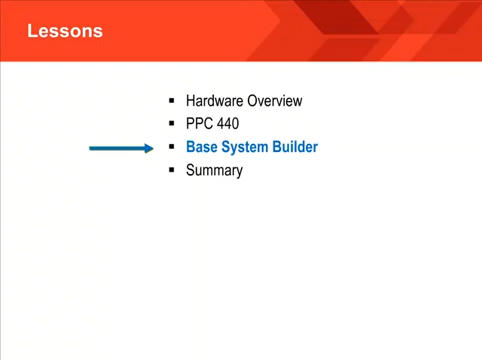 Lessons
Hardware Overview
PPC 440
Base System Builder
Summary